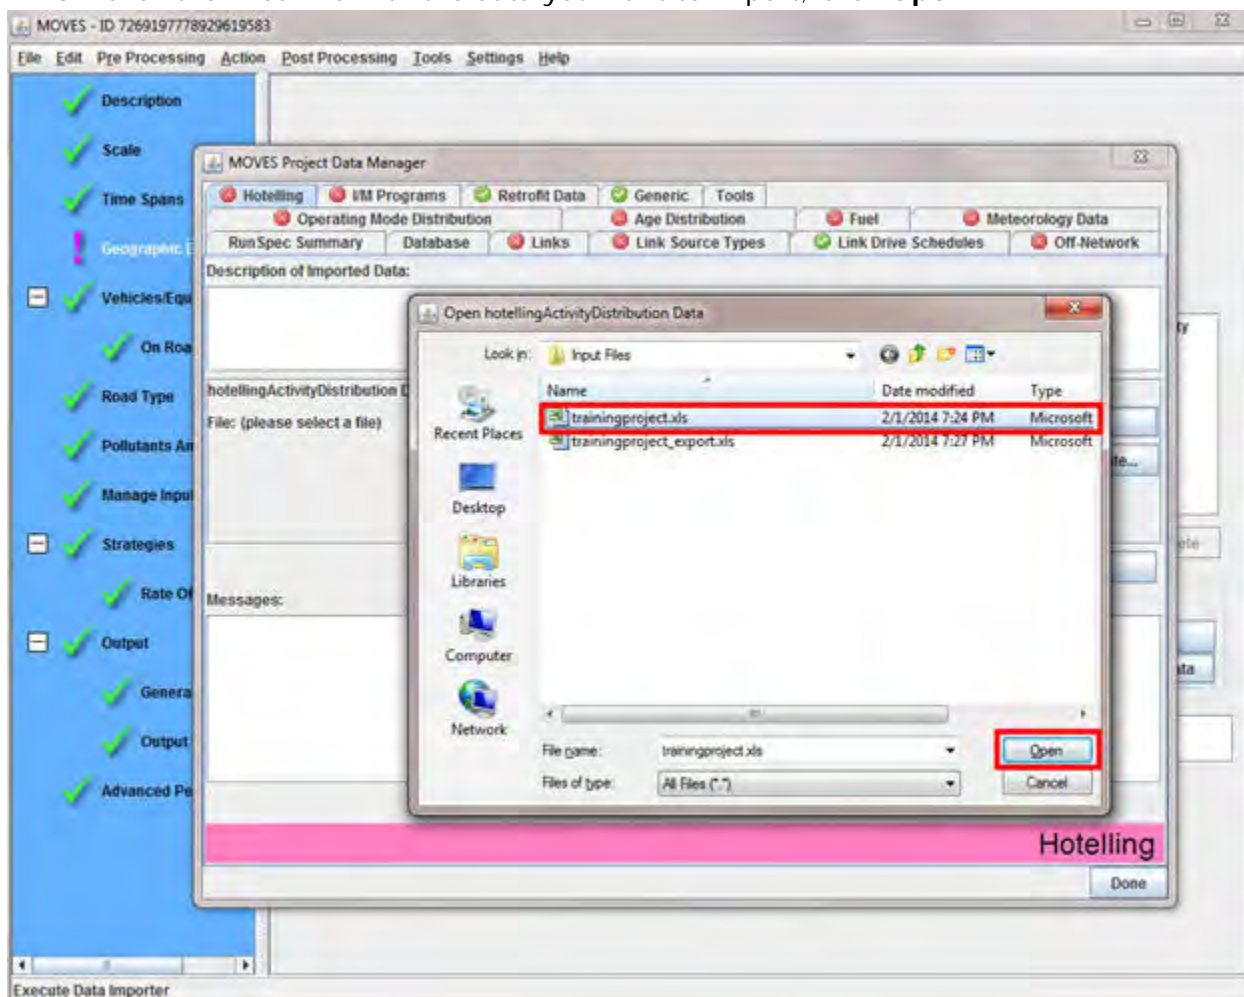 MOVES - ID 7269197778929619583
File Edit Pre Processing Action Post Processing Tools Settings Help
Description
Scale
Time Spans
Geographic
Vehicles/Equ
On Roa
Road Type
Pollutants An
Manage Inpu
Strategies
Rate Of
Output
Genera
Output
Advanced Pe
MOVES Project Data Manager
Hotelling I/M Programs Retrofit Data Generic Tools
Operating Mode Distribution Age Distribution Fuel Meteorology Data
RunSpec Summary Database Links Link Source Types Link Drive Schedules Off-Network
Description of Imported Data:
hotellingActivityDistribution D
File: (please select a file)
Messages:
Open hotellingActivityDistribution Data
Look in: Input Files
Name Date modified Type
trainingproject.xls 2/1/2014 7:24 PM Microsoft
trainingproject_export.xls 2/1/2014 7:27 PM Microsoft
Recent Places
Desktop
Libraries
Computer
Network
File name: trainingproject.xls Open
Files of type: All Files (*.*) Cancel
te...
ete
ata
Hotelling
Done
Execute Data Importer